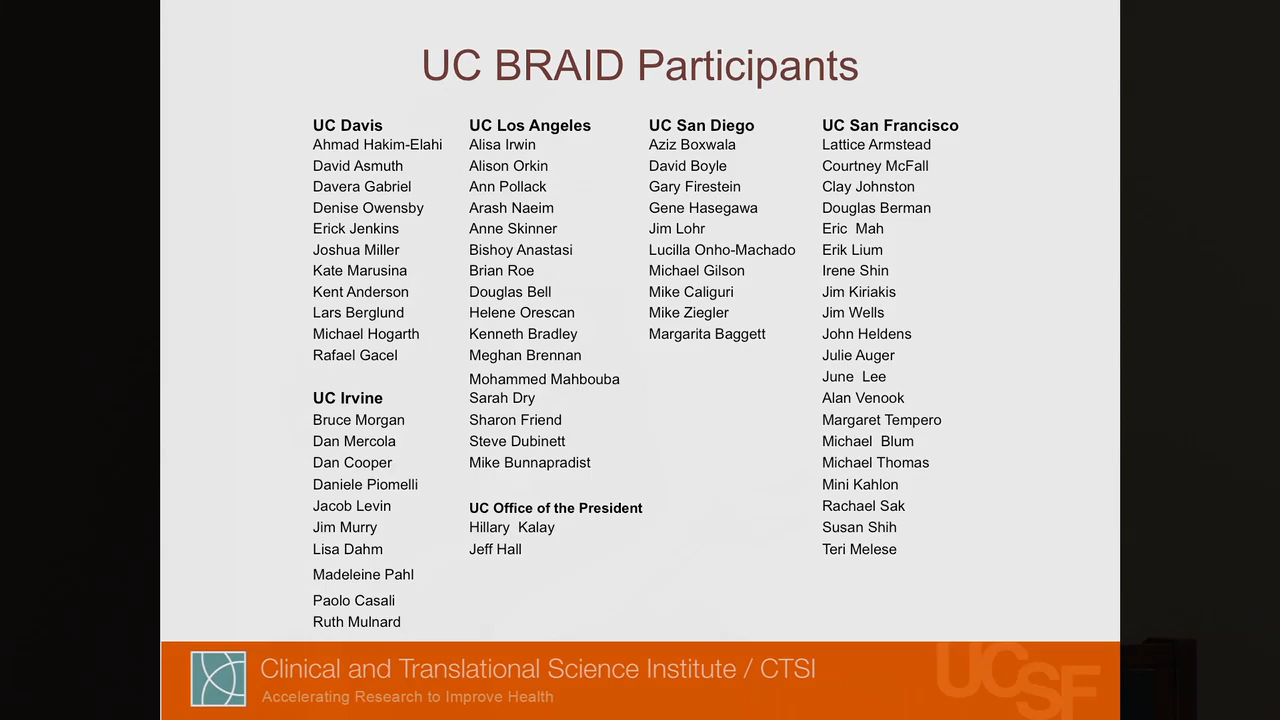 UC BRAID Participants
UC Davis
Ahmad Hakim-Elahi
David Asmuth
Davera Gabriel
Denise Owensby
Erick Jenkins
Joshua Miller
Kate Marusina
Kent Anderson
Lars Berglund
Michael Hogarth
Rafael Gacel
UC Irvine
Bruce Morgan
Dan Mercola
Dan Cooper
Daniele Piomelli
Jacob Levin
Jim Murry
Lisa Dahm
Madeleine Pahl
Paolo Casali
Ruth Mulnard
UC Los Angeles
Alisa Irwin
Alison Orkin
Ann Pollack
Arash Naeim
Anne Skinner
Bishoy Anastasi
Brian Roe
Douglas Bell
Helene Orescan
Kenneth Bradley
Meghan Brennan
Mohammed Mahbouba
Sarah Dry
Sharon Friend
Steve Dubinett
Mike Bunnapradist
UC Office of the President
Hillary Kalay
Jeff Hall
UC San Diego
Aziz Boxwala
David Boyle
Gary Firestein
Gene Hasegawa
Jim Lohr
Lucilla Onho-Machado
Michael Gilson
Mike Caliguri
Mike Ziegler
Margarita Baggett
UC San Francisco
Lattice Armstead
Courtney McFall
Clay Johnston
Douglas Berman
Eric Mah
Erik Lium
Irene Shin
Jim Kiriakis
Jim Wells
John Heldens
Julie Auger
June Lee
Alan Venook
Margaret Tempero
Michael Blum
Michael Thomas
Mini Kahlon
Rachael Sak
Susan Shih
Teri Melese
Clinical and Translational Science Institute / CTSI
Accelerating Research to Improve Health
UCSF